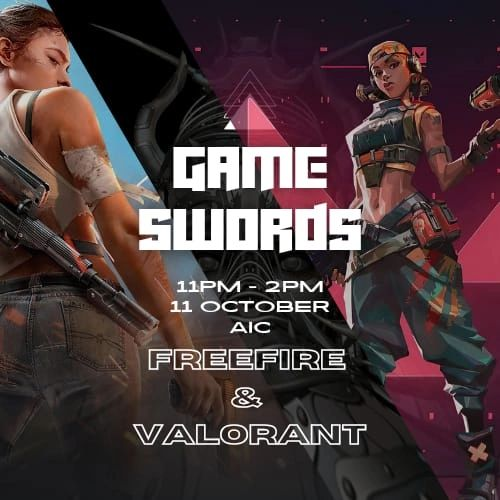 GAME
SWORDS
11PM - 2PM
11 OCTOBER
AIC
FREEFIRE
&
VALORANT